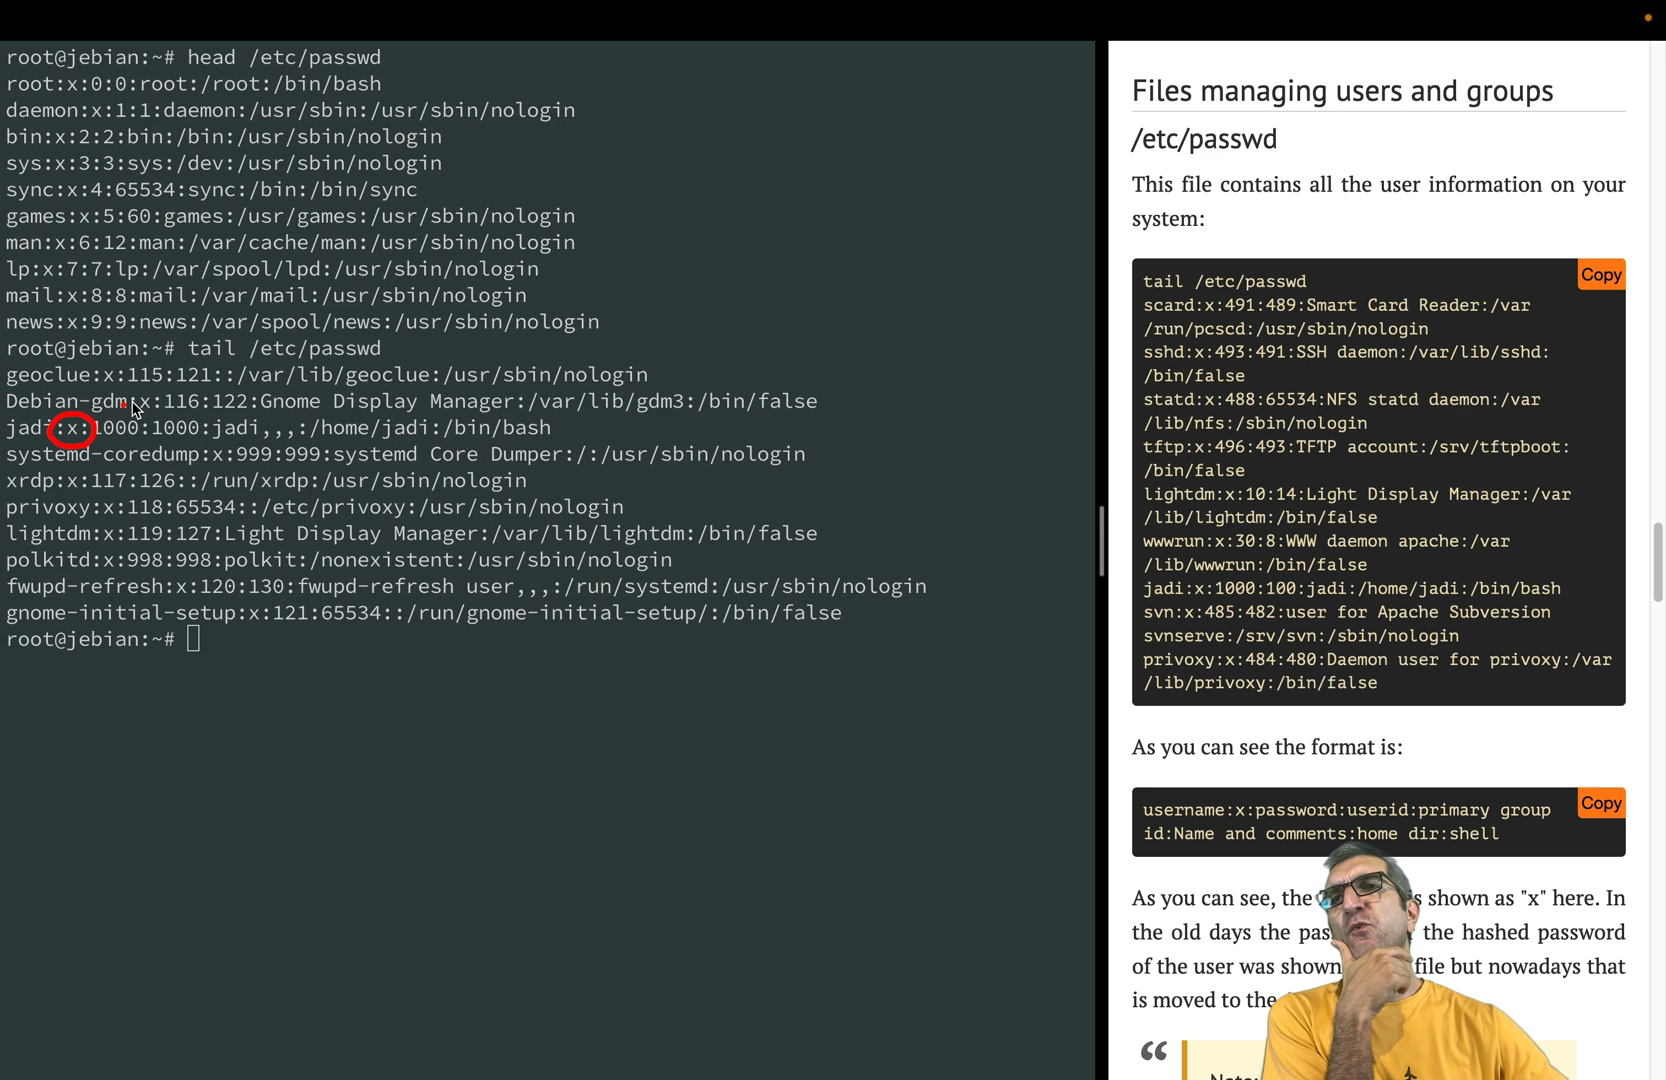 root@jebian:~# head /etc/passwd
root:x:0:0:root:/root:/bin/bash
daemon:x:1:1:daemon:/usr/sbin:/usr/sbin/nologin
bin:x:2:2:bin:/bin:/usr/sbin/nologin
sys:x:3:3:sys:/dev:/usr/sbin/nologin
sync:x:4:65534:sync:/bin:/bin/sync
games:x:5:60:games:/usr/games:/usr/sbin/nologin
man:x:6:12:man:/var/cache/man:/usr/sbin/nologin
lp:x:7:7:lp:/var/spool/lpd:/usr/sbin/nologin
mail:x:8:8:mail:/var/mail:/usr/sbin/nologin
news:x:9:9:news:/var/spool/news:/usr/sbin/nologin
root@jebian:~# tail /etc/passwd
geoclue:x:115:121::/var/lib/geoclue:/usr/sbin/nologin
Debian-gdm:x:116:122:Gnome Display Manager:/var/lib/gdm3:/bin/false
jadi:x:1000:1000:jadi,,,:/home/jadi:/bin/bash
systemd-coredump:x:999:999:systemd Core Dumper:/:/usr/sbin/nologin
xrdp:x:117:126::/run/xrdp:/usr/sbin/nologin
privoxy:x:118:65534::/etc/privoxy:/usr/sbin/nologin
lightdm:x:119:127:Light Display Manager:/var/lib/lightdm:/bin/false
polkitd:x:998:998:polkit:/nonexistent:/usr/sbin/nologin
fwupd-refresh:x:120:130:fwupd-refresh user,,,:/run/systemd:/usr/sbin/nologin
gnome-initial-setup:x:121:65534::/run/gnome-initial-setup/:/bin/false
root@jebian:~#
Files managing users and groups
/etc/passwd
This file contains all the user information on your
system:
Copy
tail /etc/passwd
scard:x:491:489:Smart Card Reader:/var
/run/pcscd:/usr/sbin/nologin
sshd:x:493:491:SSH daemon:/var/lib/sshd:
/bin/false
statd:x:488:65534:NFS statd daemon:/var
/lib/nfs:/sbin/nologin
tftp:x:496:493:TFTP account:/srv/tftpboot:
/bin/false
lightdm:x:10:14:Light Display Manager:/var
/lib/lightdm:/bin/false
wwwrun:x:30:8:WWW daemon apache:/var
/lib/wwwrun:/bin/false
jadi:x:1000:100:jadi:/home/jadi:/bin/bash
svn:x:485:482:user for Apache Subversion
svnserve:/srv/svn:/sbin/nologin
privoxy:x:484:480:Daemon user for privoxy:/var
/lib/privoxy:/bin/false
As you can see the format is:
Copy
username:x:password:userid:primary group
id:Name and comments:home dir:shell
As you can see, the is shown as "x" here. In
the old days the the hashed password
of the user was shown file but nowadays that
is moved to the
“